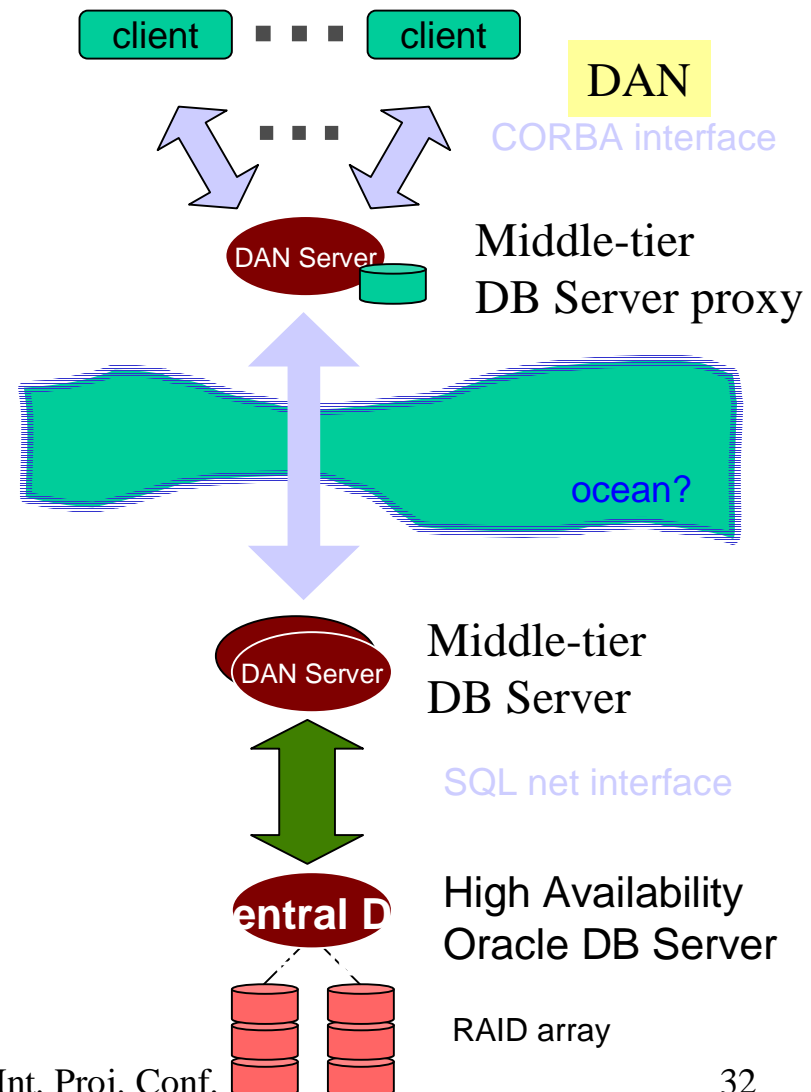 client client
DAN
CORBA interface
DAN Server
Middle-tier
DB Server proxy
ocean?
DAN Server
Middle-tier
DB Server
SQL net interface
entral D
High Availability
Oracle DB Server
RAID array
Int. Proj. Conf.
32